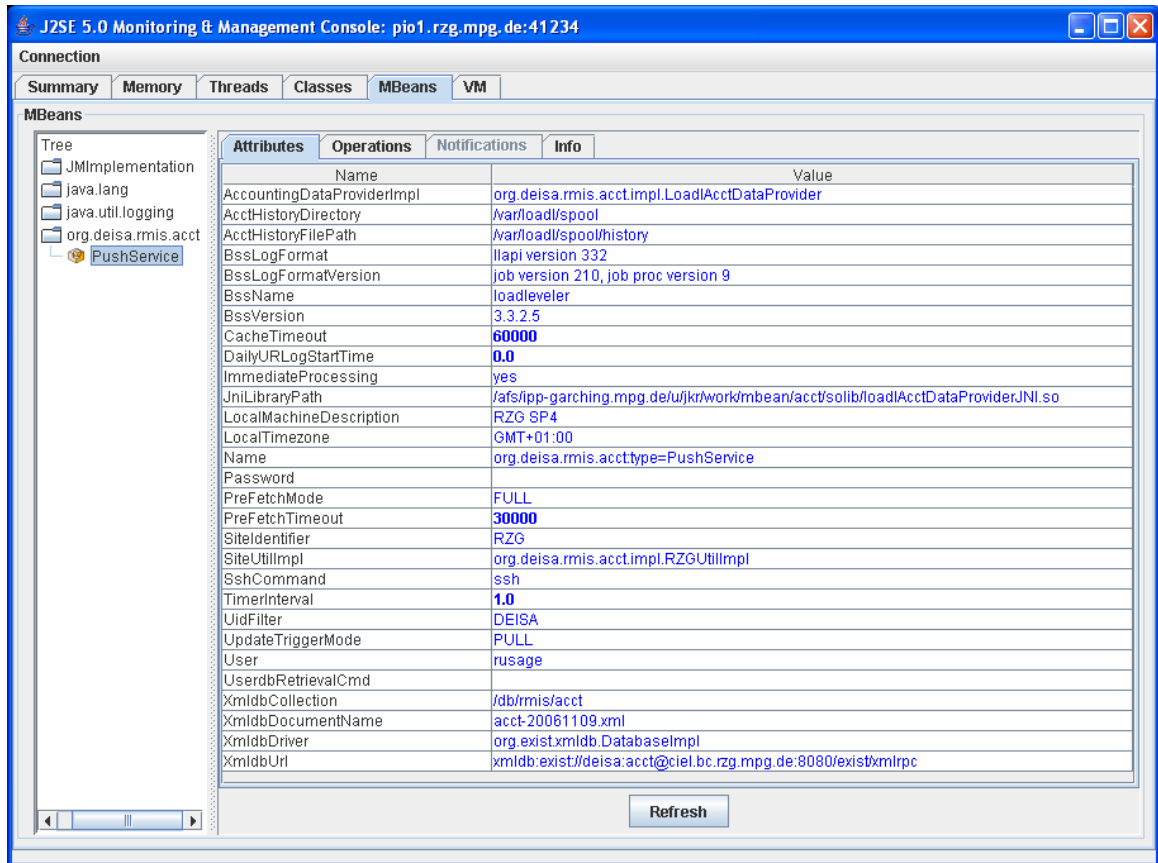 J2SE 5.0 Monitoring & Management Console: pio1.rzg.mpg.de:41234
Connection
Summary Memory Threads Classes MBeans VM
MBeans
Tree
JMImplementation
java.lang
java.util.logging
org.deisa.rmis.acct
PushService
Attributes Operations Notifications Info
Name Value
AccountingDataProviderImpl org.deisa.rmis.acct.impl.LoadlAcctDataProvider
AcctHistoryDirectory /var/loadl/spool
AcctHistoryFilePath /var/loadl/spool/history
BssLogFormat llapi version 332
BssLogFormatVersion job version 210, job proc version 9
BssName loadleveler
BssVersion 3.3.2.5
CacheTimeout 60000
DailyURLogStartTime 0.0
ImmediateProcessing yes
JniLibraryPath /afs/ipp-garching.mpg.de/u/jkr/work/mbean/acct/solib/loadlAcctDataProviderJNI.so
LocalMachineDescription RZG SP4
LocalTimezone GMT+01:00
Name org.deisa.rmis.acct:type=PushService
Password
PreFetchMode FULL
PreFetchTimeout 30000
SiteIdentifier RZG
SiteUtilImpl org.deisa.rmis.acct.impl.RZGUtilImpl
SshCommand ssh
TimerInterval 1.0
UidFilter DEISA
UpdateTriggerMode PULL
User rusage
UserdbRetrievalCmd
XmldbCollection /db/rmis/acct
XmldbDocumentName acct-20061109.xml
XmldbDriver org.exist.xmldb.DatabaseImpl
XmldbUrl xmldb:exist://deisa:acct@ciel.bc.rzg.mpg.de:8080/exist/xmlrpc
Refresh